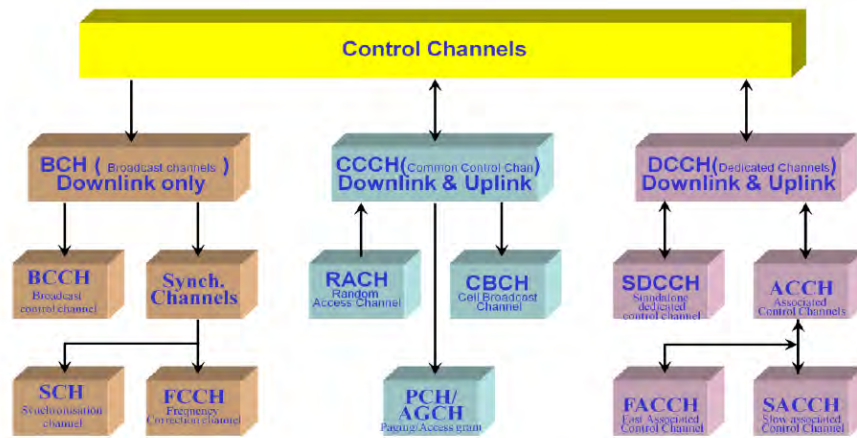 Control Channels
BCH ( Broadcast channels )
Downlink only
CCCH(Common Control Chan)
Downlink & Uplink
DCCH(Dedicated Channels)
Downlink & Uplink
BCCH
Broadcast
control channel
Synch.
Channels
RACH
Random
Access Channel
CBCH
Cell Broadcast
Channel
SDCCH
Standalone
dedicated
control channel
ACCH
Associated
Control Channels
SCH
Synchronisation
channel
FCCH
Frequency
Correction channel
PCH/
AGCH
Paging/Access grant
FACCH
Fast Associated
Control Channel
SACCH
Slow associated
Control Channel